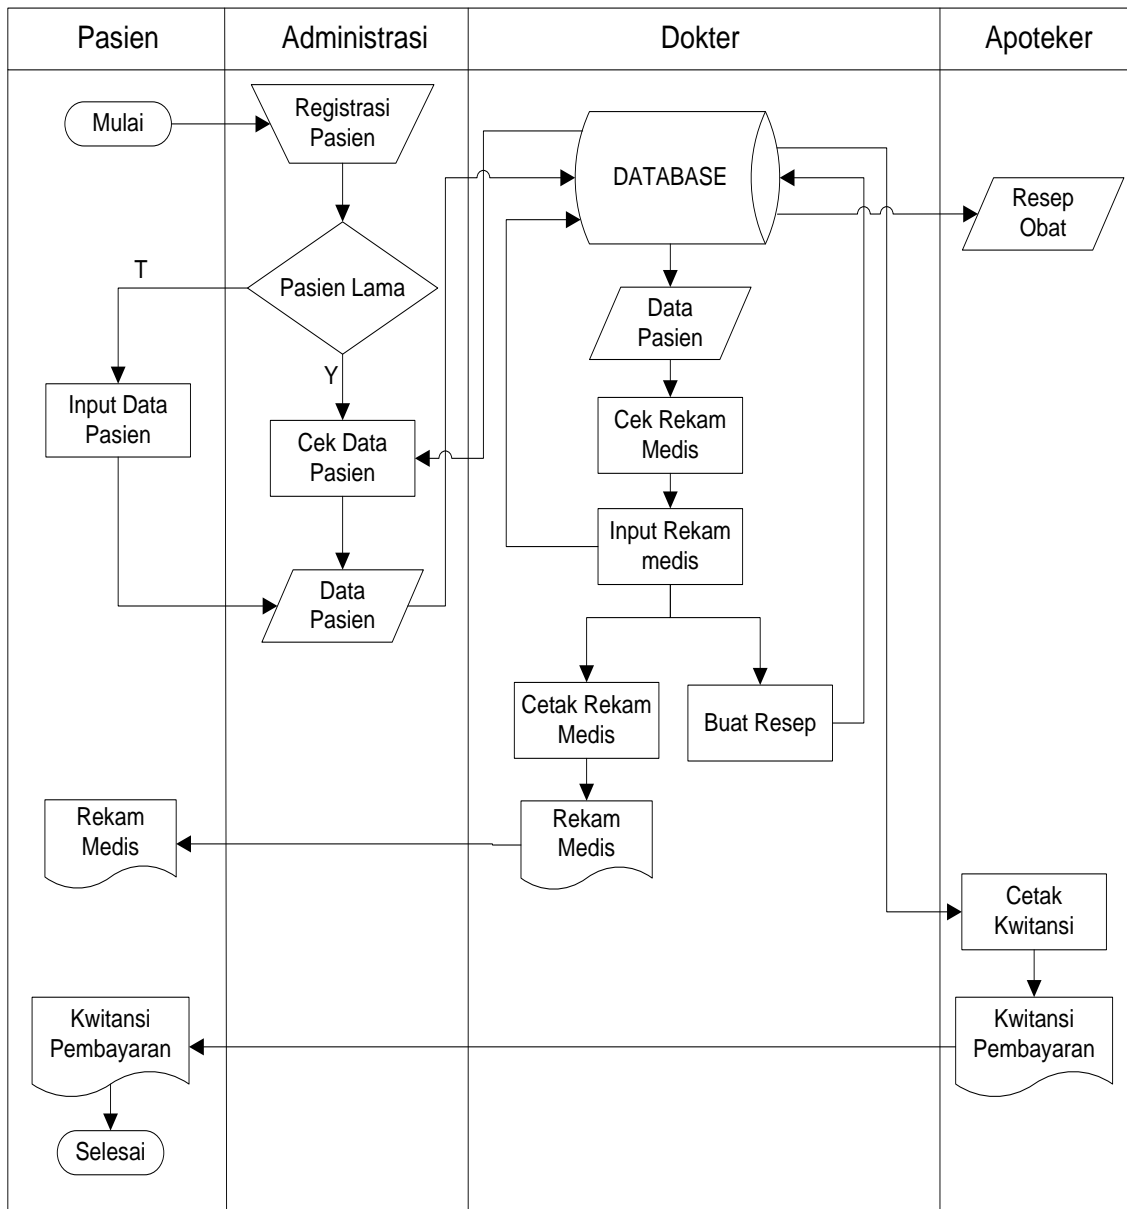 Pasien
Administrasi
Dokter
Apoteker
Mulai
Registrasi
Pasien
DATABASE
Resep
Obat
T
Pasien Lama
Data
Pasien
Y
Input Data
Pasien
Cek Data
Pasien
Cek Rekam
Medis
Input Rekam
medis
Data
Pasien
Cetak Rekam
Medis
Buat Resep
Rekam
Medis
Rekam
Medis
Cetak
Kwitansi
Kwitansi
Pembayaran
Kwitansi
Pembayaran
Selesai